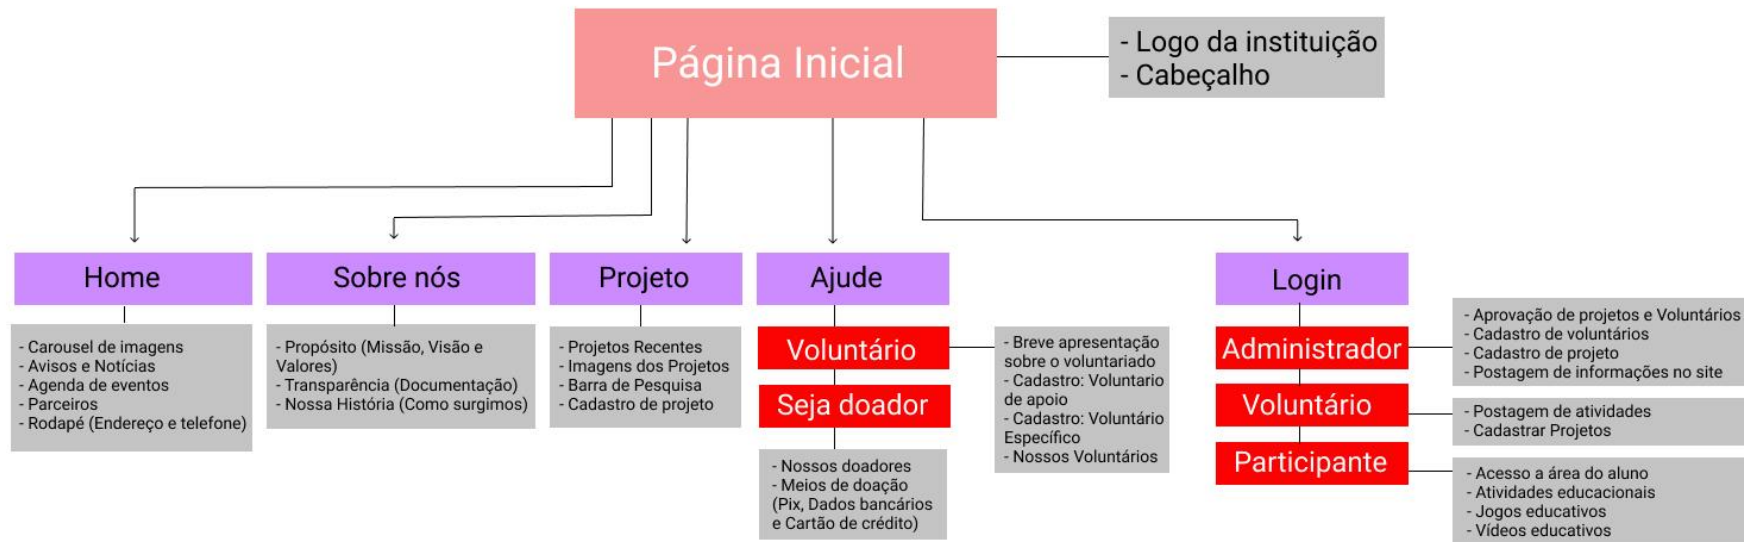 Página Inicial
- Logo da instituição
- Cabeçalho
Home
- Carousel de imagens
- Avisos e Notícias
- Agenda de eventos
- Parceiros
- Rodapé (Endereço e telefone)
Sobre nós
- Propósito (Missão, Visão e
Valores)
- Transparência (Documentação)
- Nossa História (Como surgimos)
Projeto
- Projetos Recentes
- Imagens dos Projetos
- Barra de Pesquisa
- Cadastro de projeto
Ajude
Voluntário
- Breve apresentação
sobre o voluntariado
- Cadastro: Voluntario
de apoio
- Cadastro: Voluntário
Específico
- Nossos Voluntários
Seja doador
- Nossos doadores
- Meios de doação
(Pix, Dados bancários
e Cartão de crédito)
Login
Administrador
- Aprovação de projetos e Voluntários
- Cadastro de voluntários
- Cadastro de projeto
- Postagem de informações no site
Voluntário
- Postagem de atividades
- Cadastrar Projetos
Participante
- Acesso a área do aluno
- Atividades educacionais
- Jogos educativos
- Vídeos educativos